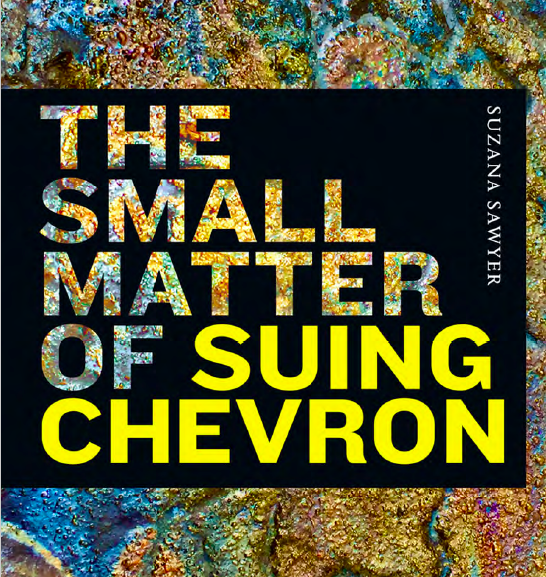 THE
SMALL
MATTER
OF SUING
CHEVRON
SUZANA SAWYER